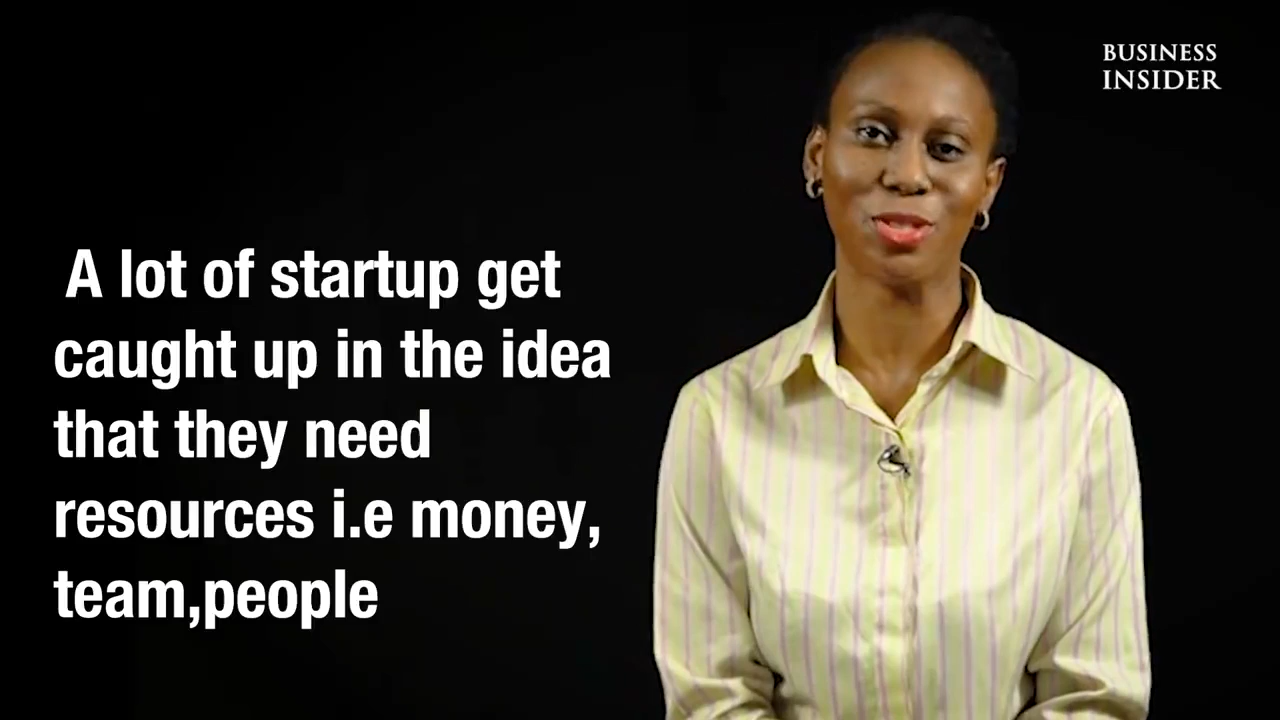 BUSINESS
INSIDER
A lot of startup get
caught up in the idea
that they need
resources i.e money,
team,people